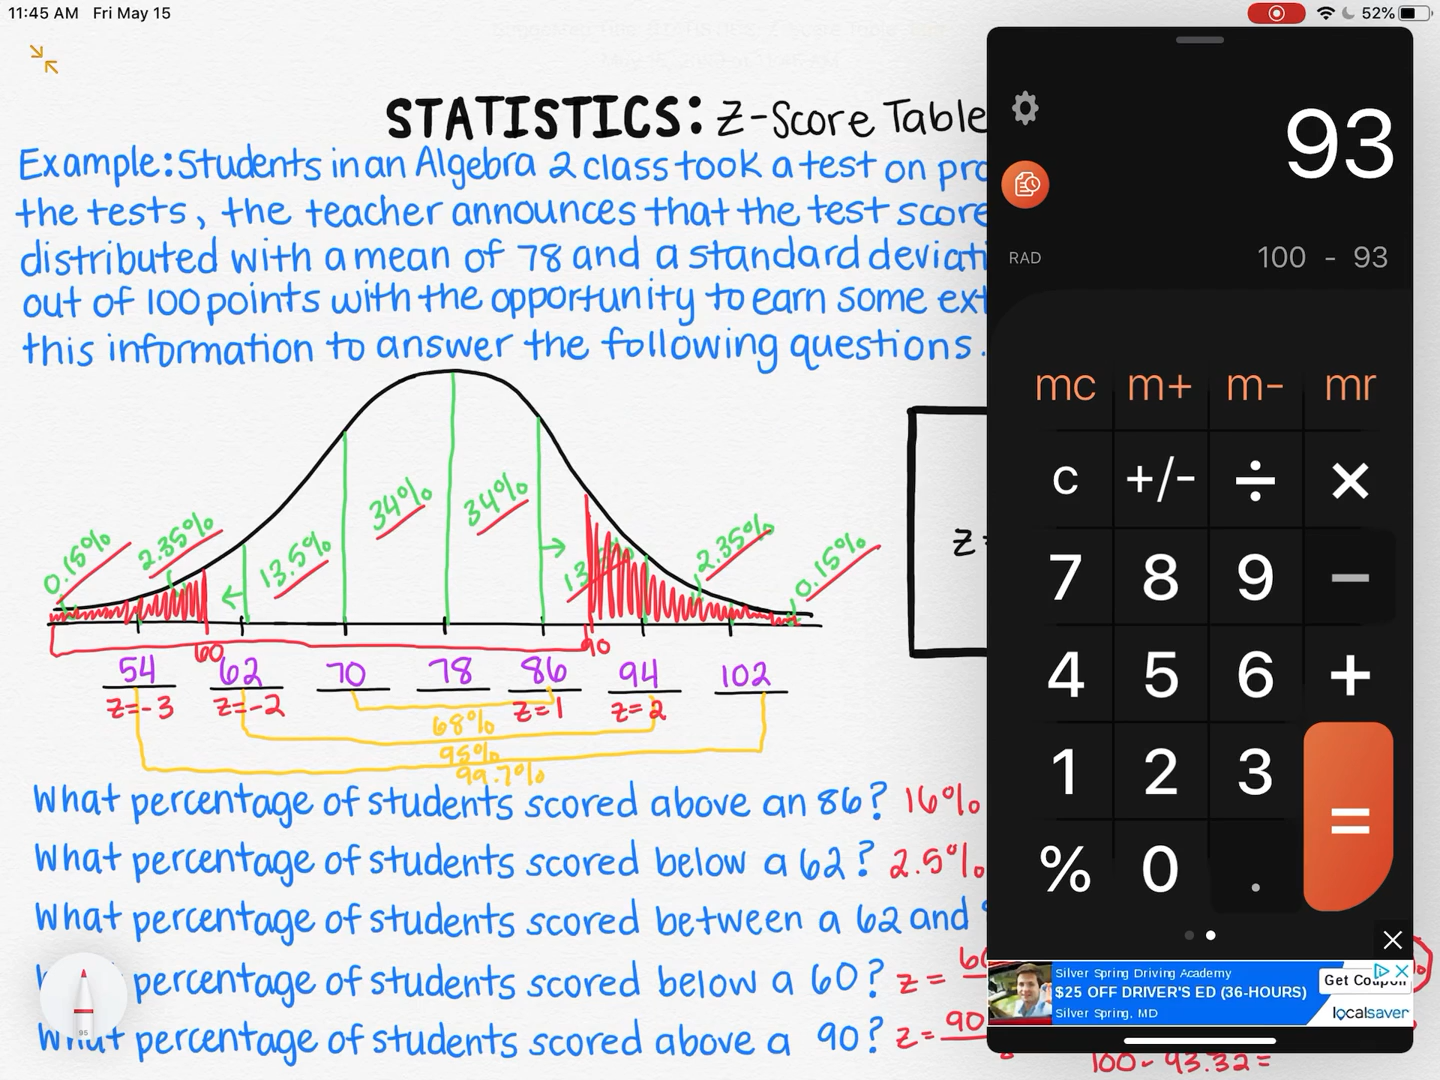 11:45 AM Fri May 15
52%
STATISTICS: Z-Score Table
Example: Students in an Algebra 2 class took a test on
the tests, the teacher announces that the test score
distributed with a mean of 78 and a standard
out of 100 points with the opportunity to earn some
this information to answer the following questions.
93
RAD 100 - 93
mc m+ m- mr
c +/- ÷ ×
7 8 9 −
4 5 6 +
1 2 3 =
% 0 .
0.15% 2.35% 13.5% 34% 34% 2.35% 0.15%
z=
60 90
54 62 70 78 86 94 102
z=-3 z=-2 z=1 z=2
68%
95%
99.7%
What percentage of students scored above an 86? 16%
What percentage of students scored below a 62? 2.5%
What percentage of students scored between a 62 and
percentage of students scored below a 60? z = 60
What percentage of students scored above a 90? z = 90
100 - 93.32 =
95
Silver Spring Driving Academy
$25 OFF DRIVER'S ED (36-HOURS)
Silver Spring, MD
Get Coupon
localsaver